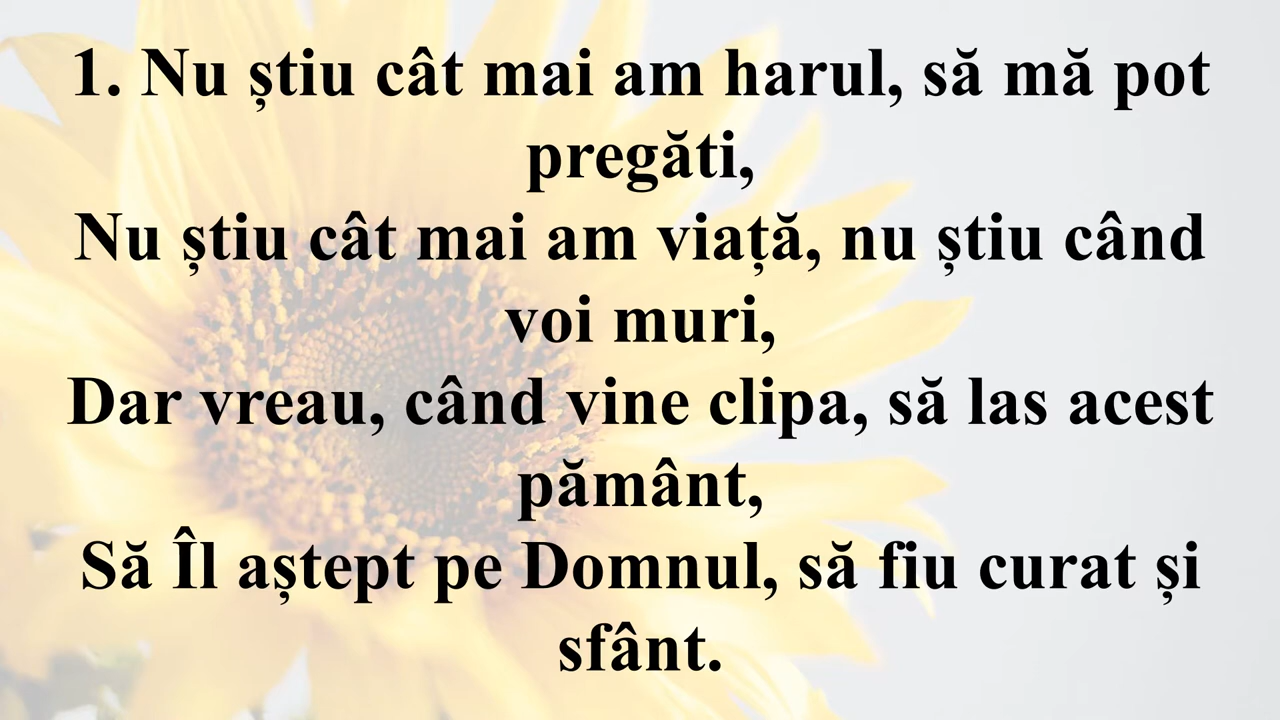 1. Nu știu cât mai am harul, să mă pot
pregăti,
Nu știu cât mai am viață, nu știu când
voi muri,
Dar vreau, când vine clipa, să las acest
pământ,
Să Îl aștept pe Domnul, să fiu curat și
sfânt.